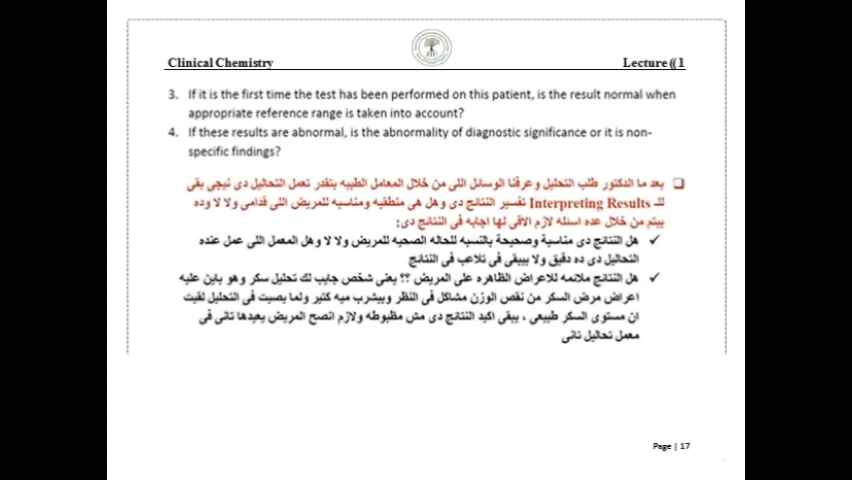 Clinical Chemistry
Lecture ((1
3. If it is the first time the test has been performed on this patient, is the result normal when
appropriate reference range is taken into account?
4. If these results are abnormal, is the abnormality of diagnostic significance or it is non-
specific findings?
❑ بعد ما الدكتور طلب التحليل وعرفنا الوسائل اللى من خلال المعامل الطبيه بتقدر تعمل التحاليل دى نيجى بقى
للـ Interpreting Results تفسير النتائج دى وهل هى منطقيه ومناسبه للمريض اللى قدامى ولا لا وده
بيتم من خلال عده اسئله لازم الاقى لها اجابه فى النتائج دى:
✓ هل النتائج دى مناسبة وصحيحة بالنسبه للحاله الصحيه للمريض ولا لا وهل المعمل اللى عمل عنده
التحاليل دى ده دقيق ولا بيبقى فى تلاعب فى النتائج
✓ هل النتائج ملائمه للاعراض الظاهره على المريض ؟؟ يعنى شخص جايب لك تحليل سكر وهو باين عليه
اعراض مرض السكر من نقص الوزن مشاكل فى النظر وبيشرب ميه كتير ولما بصيت فى التحليل لقيت
ان مستوى السكر طبيعى ، يبقى اكيد النتائج دى مش مظبوطه ولازم انصح المريض يعيدها تانى فى
معمل تحاليل تانى
Page | 17